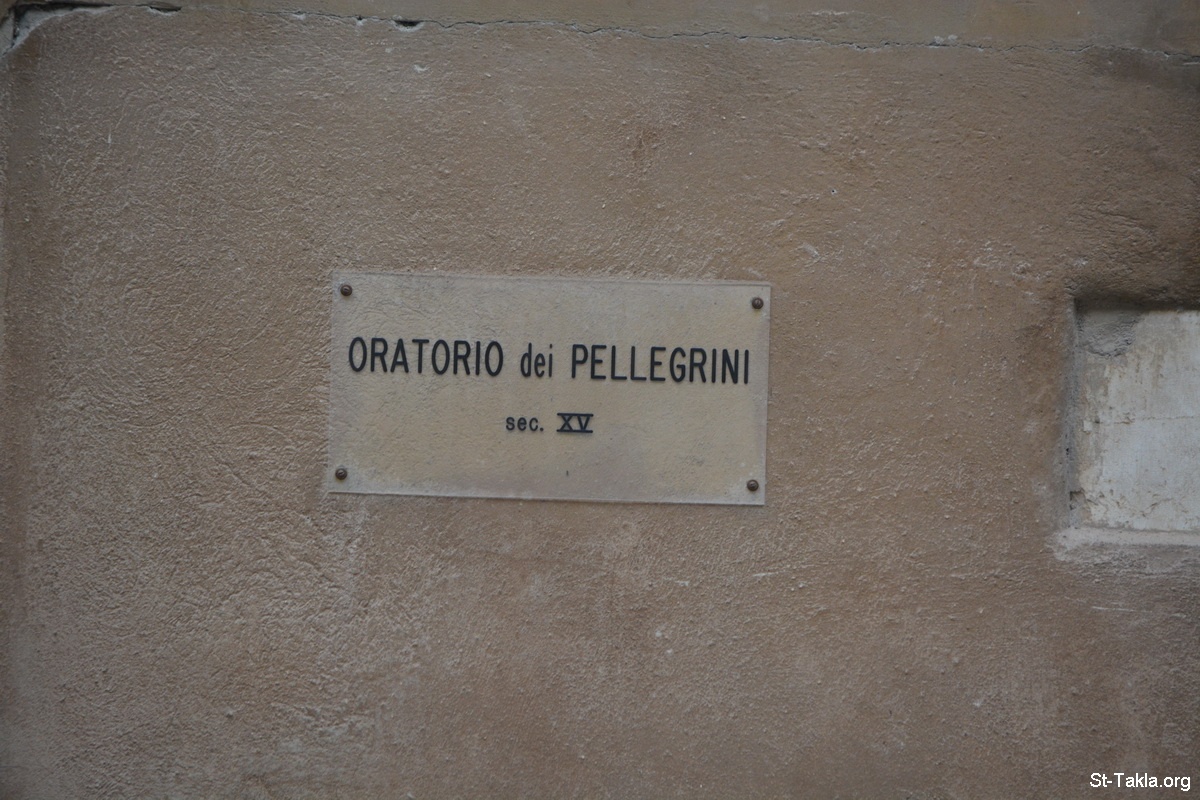 ORATORIO dei PELLEGRINI
sec. XV
St-Takla.org